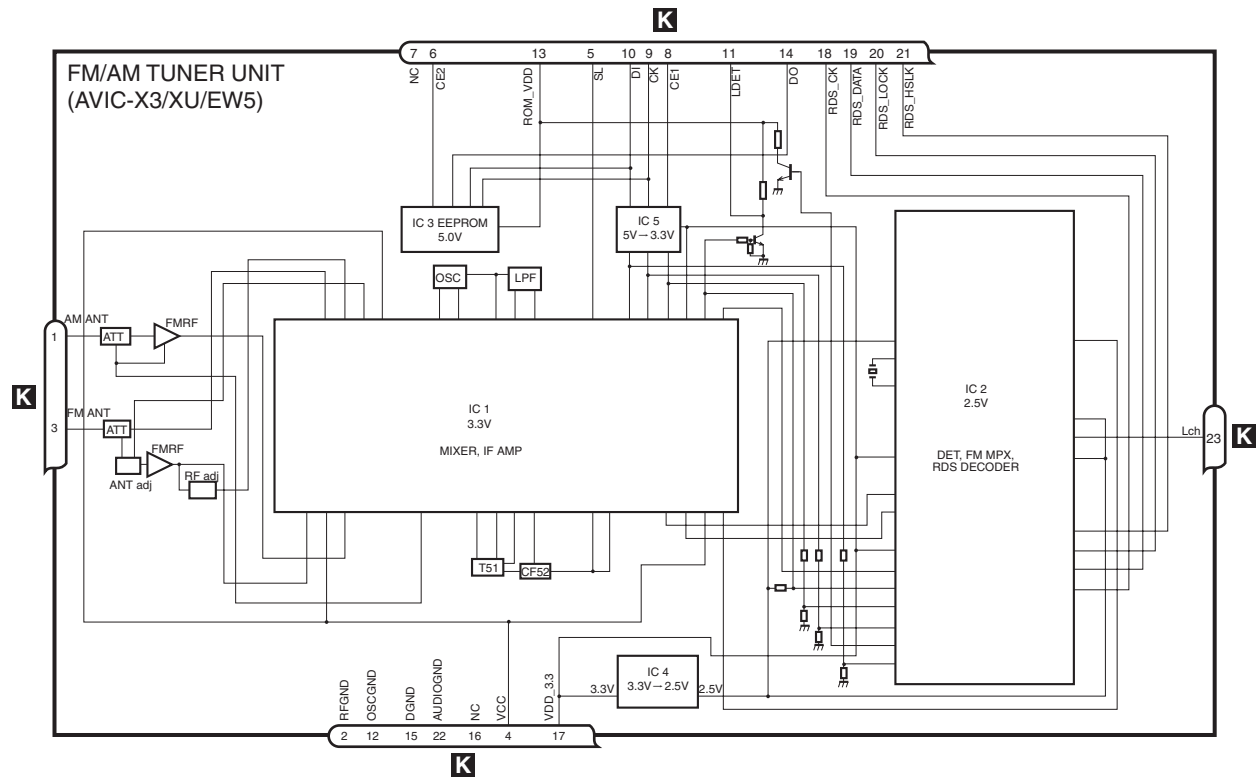 K
7 6 13 5 10 9 8 11 14 18 19 20 21
FM/AM TUNER UNIT
(AVIC-X3/XU/EW5)
NC
CE2
ROM_VDD
SL
DI
CK
CE1
LDET
DO
RDS_CK
RDS_DATA
RDS_LOCK
RDS_HSLK
IC 3 EEPROM
5.0V
IC 5
5V→3.3V
OSC
LPF
K
1
3
AM ANT
ATT
FMRF
FM ANT
ATT
FMRF
ANT adj
RF adj
IC 1
3.3V
MIXER, IF AMP
IC 2
2.5V
DET, FM MPX,
RDS DECODER
Lch
23
K
T51
CF52
IC 4
3.3V→2.5V
3.3V
2.5V
RFGND
OSCGND
DGND
AUDIOGND
NC
VCC
VDD_3.3
2 12 15 22 16 4 17
K